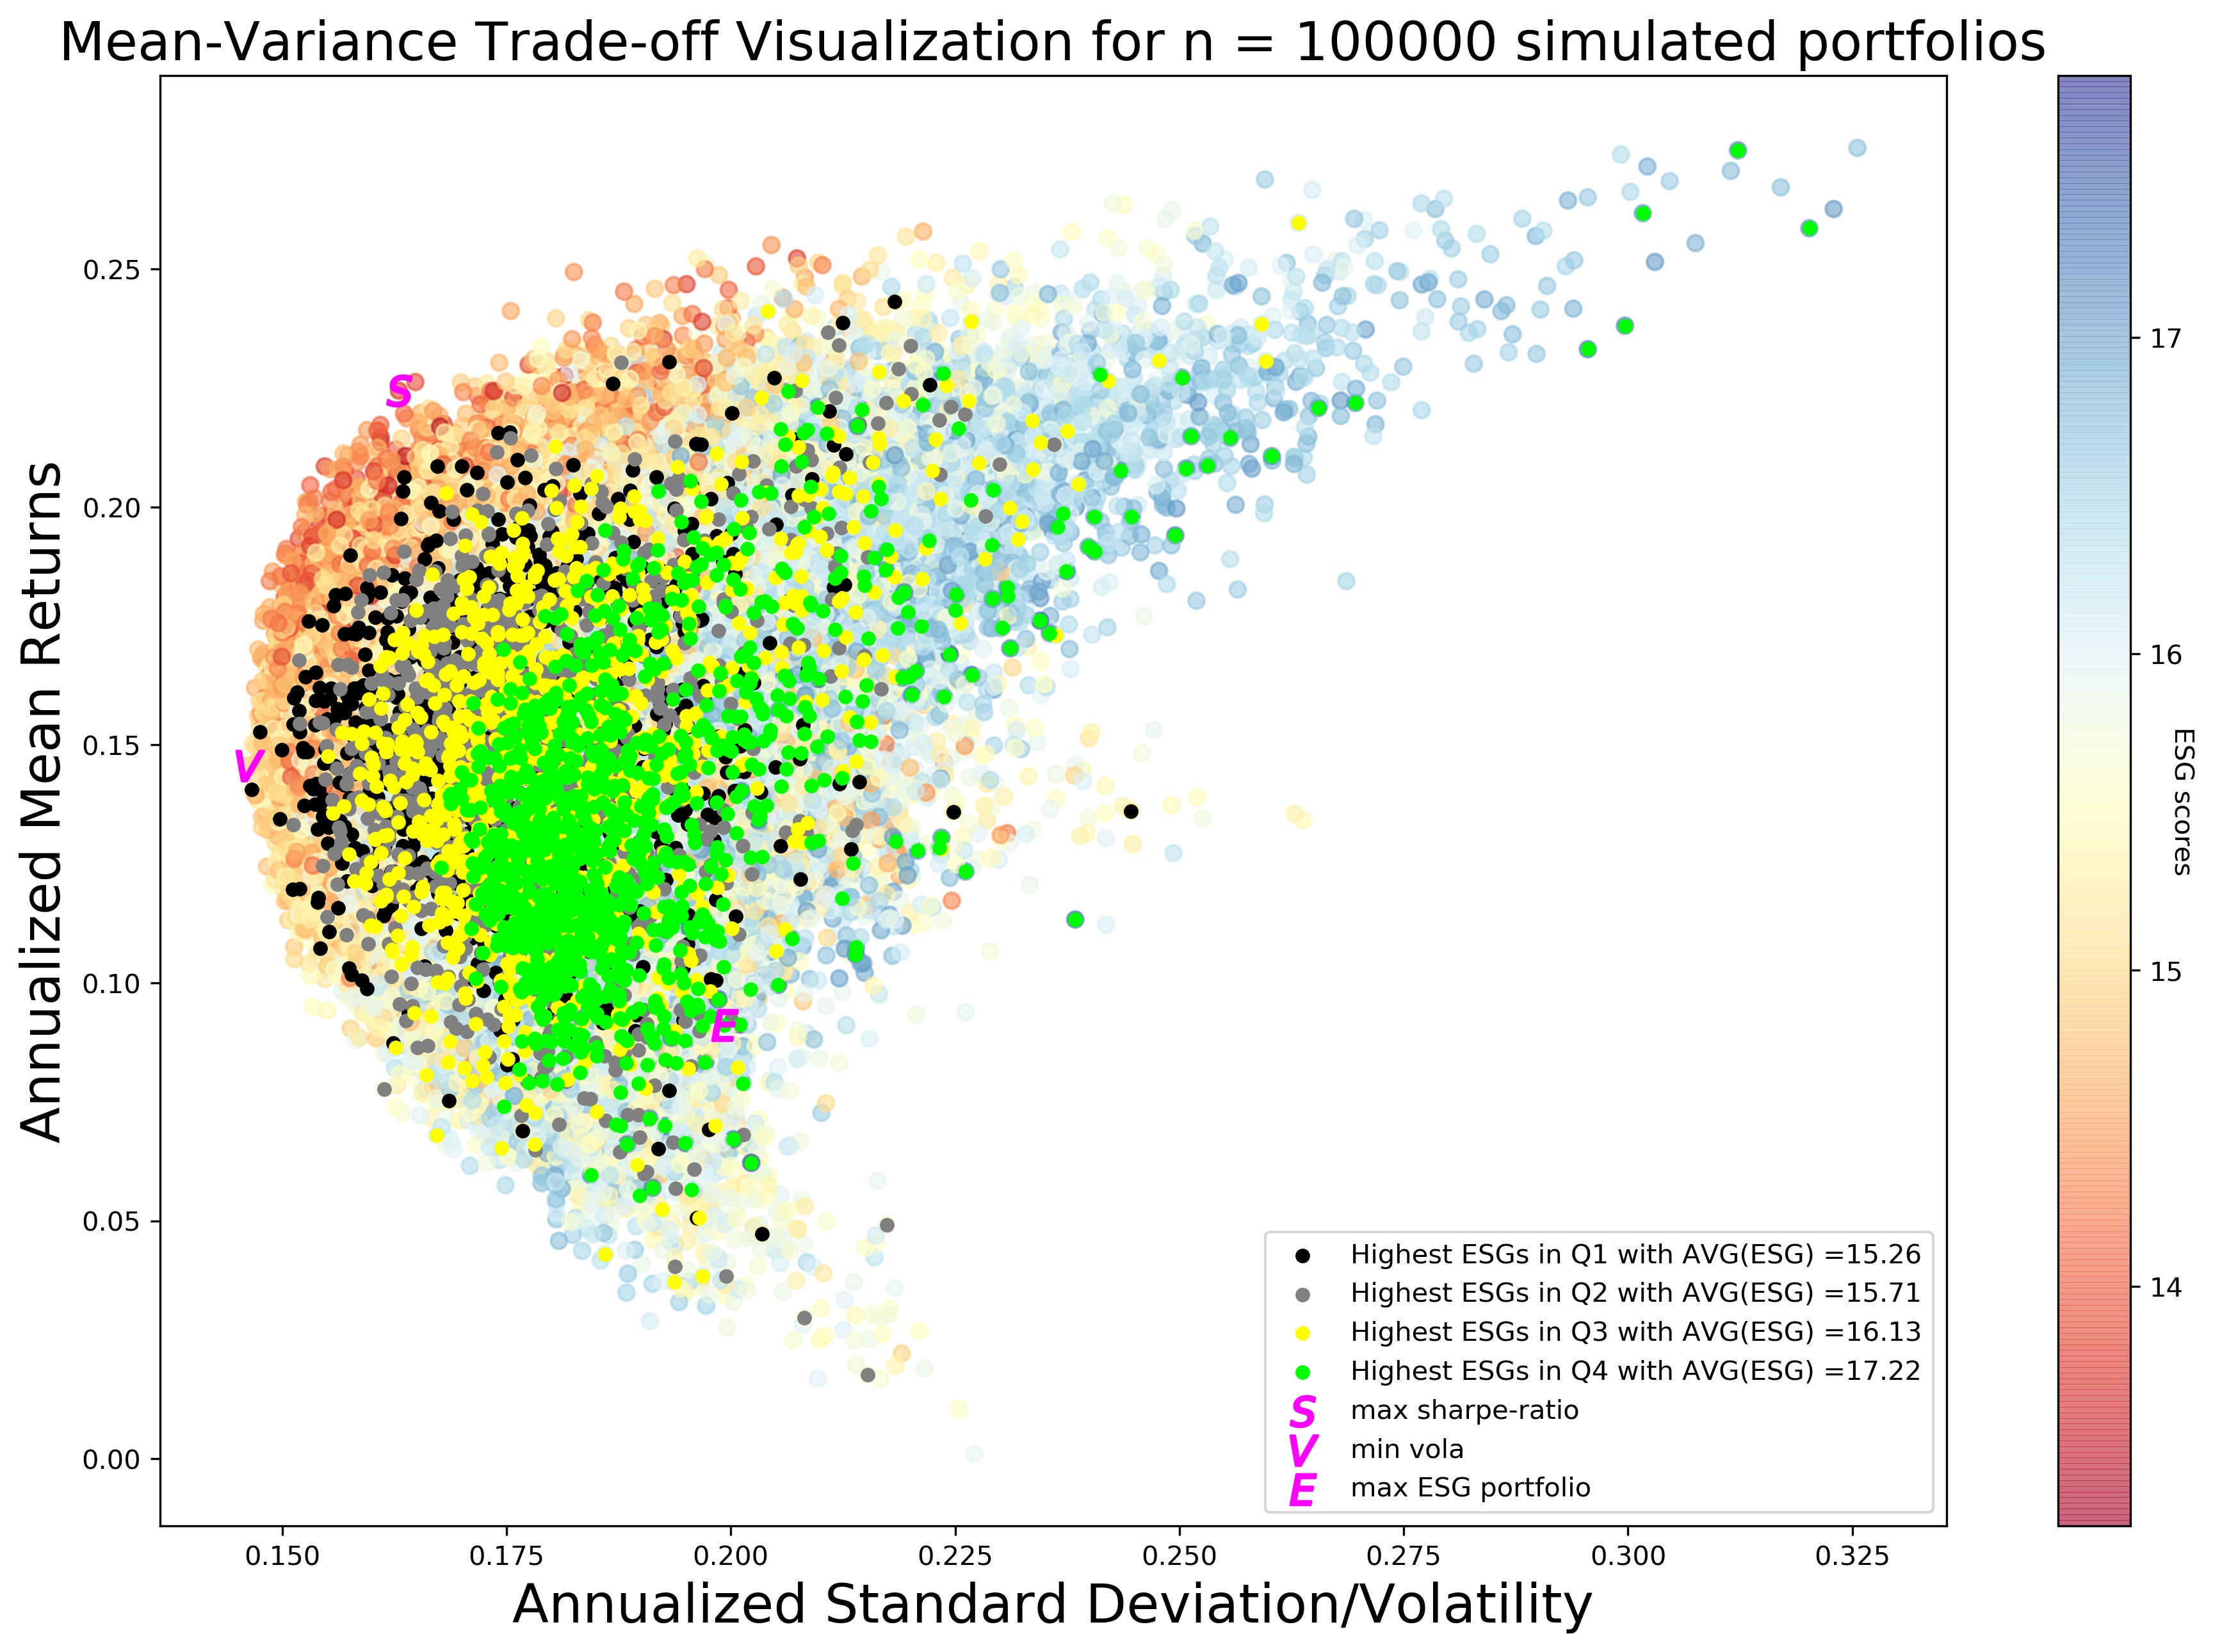 Mean-Variance Trade-off Visualization for n = 100000 simulated portfolios
Annualized Mean Returns
0.25
0.20
0.15
0.10
0.05
0.00
S
V
E
Highest ESGs in Q1 with AVG(ESG) =15.26
Highest ESGs in Q2 with AVG(ESG) =15.71
Highest ESGs in Q3 with AVG(ESG) =16.13
Highest ESGs in Q4 with AVG(ESG) =17.22
S max sharpe-ratio
V min vola
E max ESG portfolio
0.150 0.175 0.200 0.225 0.250 0.275 0.300 0.325
Annualized Standard Deviation/Volatility
17
16
15
14
ESG scores